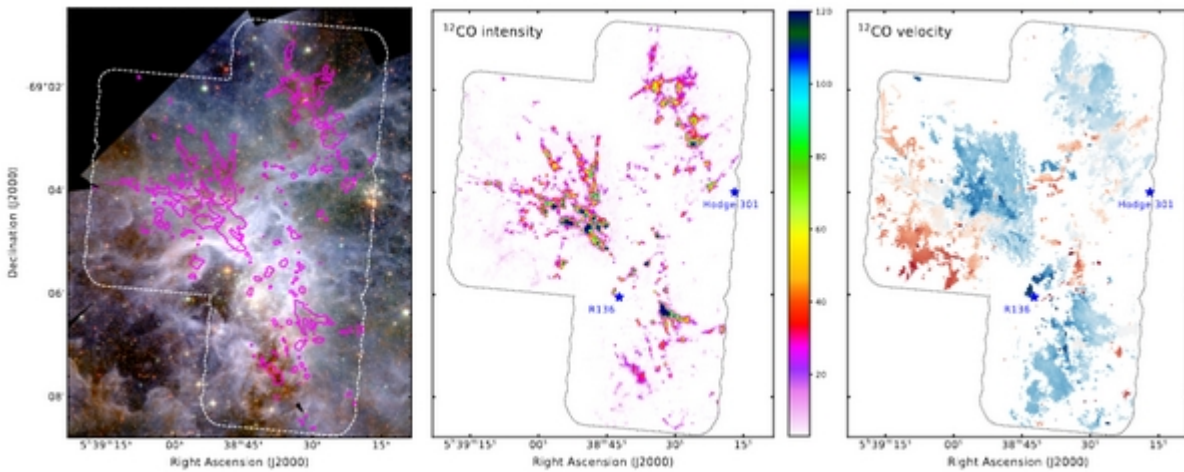 -69°02'
04'
06'
08'
Declination (J2000)
5h39m15s 00s 38m45s 30s 15s
Right Ascension (J2000)
12CO intensity
Hodge 301
R136
5h39m15s 00s 38m45s 30s 15s
Right Ascension (J2000)
120
100
80
60
40
20
12CO velocity
Hodge 301
R136
5h39m15s 00s 38m45s 30s 15s
Right Ascension (J2000)